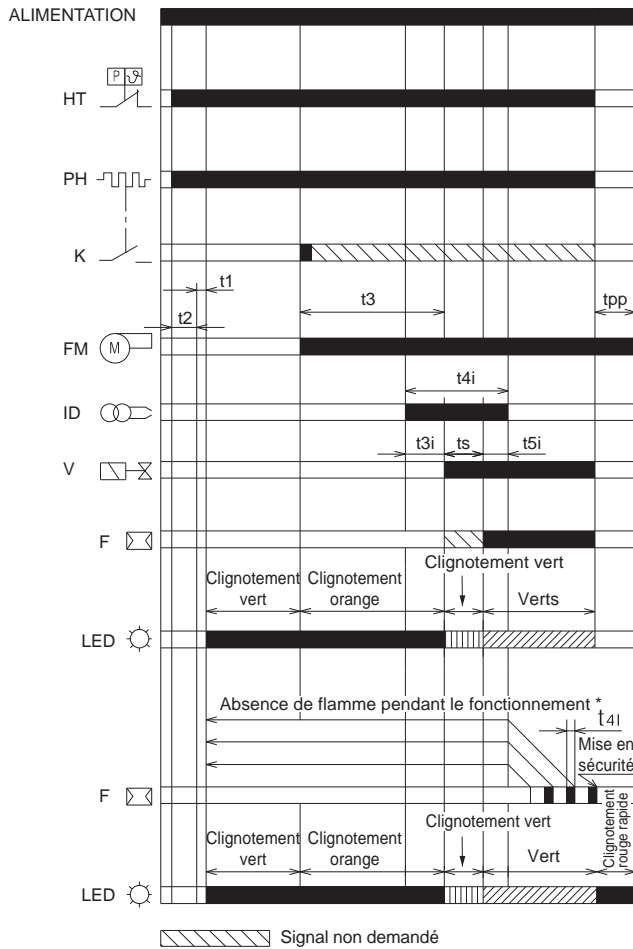 ALIMENTATION
P ϑ
HT
PH
K
t1
t2
t3
tpp
FM
M
t4i
ID
t3i
ts
t5i
V
F
Clignotement vert
Clignotement
vert
Clignotement
orange
Verts
LED
Absence de flamme pendant le fonctionnement *
t4l
Mise en
sécurité
F
Clignotement
rouge rapide
Clignotement vert
Clignotement
vert
Clignotement
orange
Vert
LED
Signal non demandé